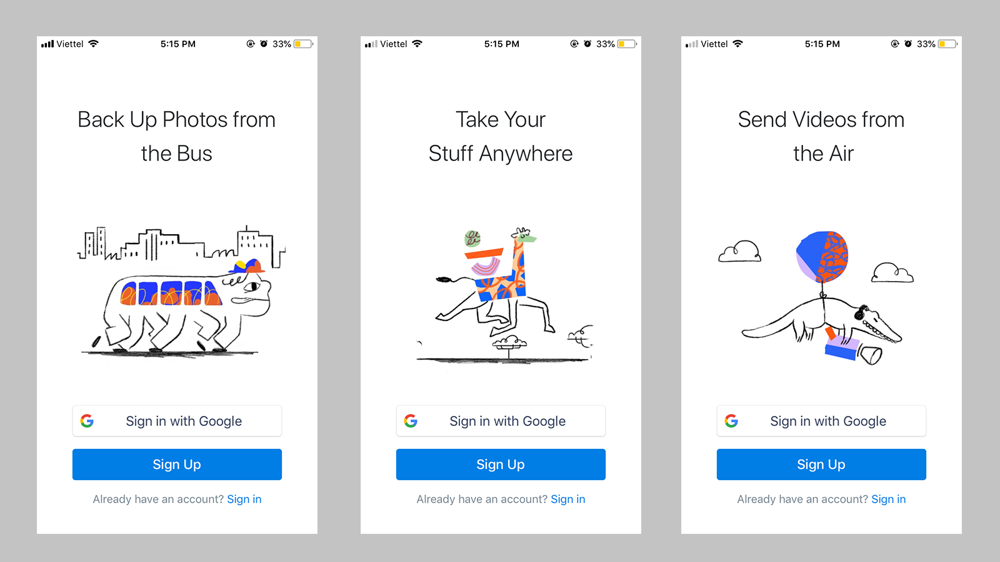 Viettel 5:15 PM 33%
Back Up Photos from
the Bus
Sign in with Google
Sign Up
Already have an account? Sign in
Viettel 5:15 PM 33%
Take Your
Stuff Anywhere
Sign in with Google
Sign Up
Already have an account? Sign in
Viettel 5:15 PM 33%
Send Videos from
the Air
Sign in with Google
Sign Up
Already have an account? Sign in